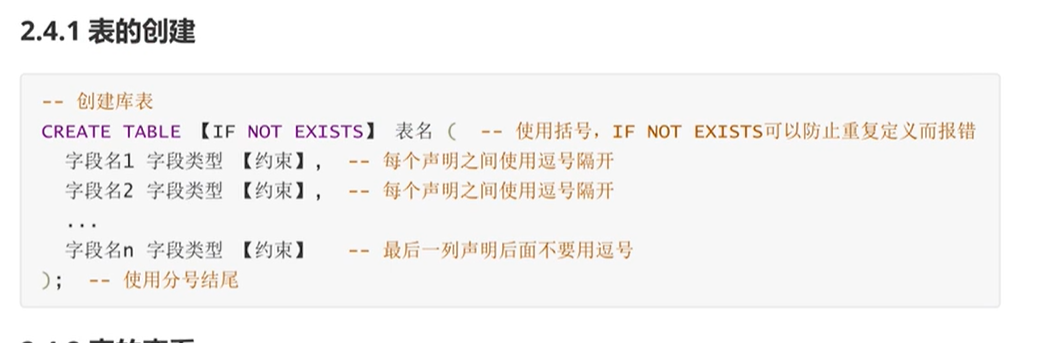 2.4.1 表的创建
-- 创建库表
CREATE TABLE 【IF NOT EXISTS】 表名 (  -- 使用括号，IF NOT EXISTS可以防止重复定义而报错
字段名1 字段类型 【约束】,  -- 每个声明之间使用逗号隔开
字段名2 字段类型 【约束】,  -- 每个声明之间使用逗号隔开
...
字段名n 字段类型 【约束】  -- 最后一列声明后面不要用逗号
);  -- 使用分号结尾